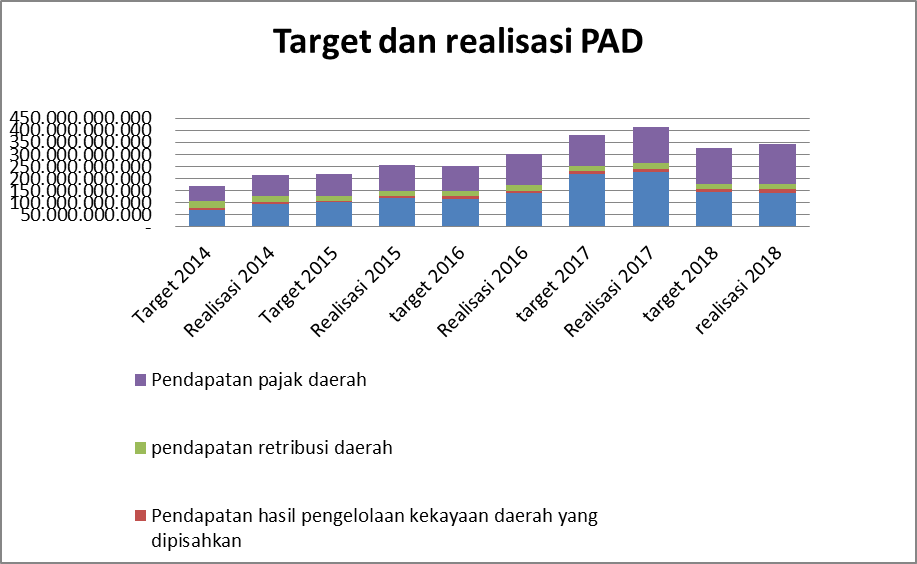 Target dan realisasi PAD
450.000.000.000
400.000.000.000
350.000.000.000
300.000.000.000
250.000.000.000
200.000.000.000
150.000.000.000
100.000.000.000
50.000.000.000
-
Target 2014
Realisasi 2014
Target 2015
Realisasi 2015
target 2016
Realisasi 2016
target 2017
Realisasi 2017
target 2018
realisasi 2018
Pendapatan pajak daerah
pendapatan retribusi daerah
Pendapatan hasil pengelolaan kekayaan daerah yang
dipisahkan